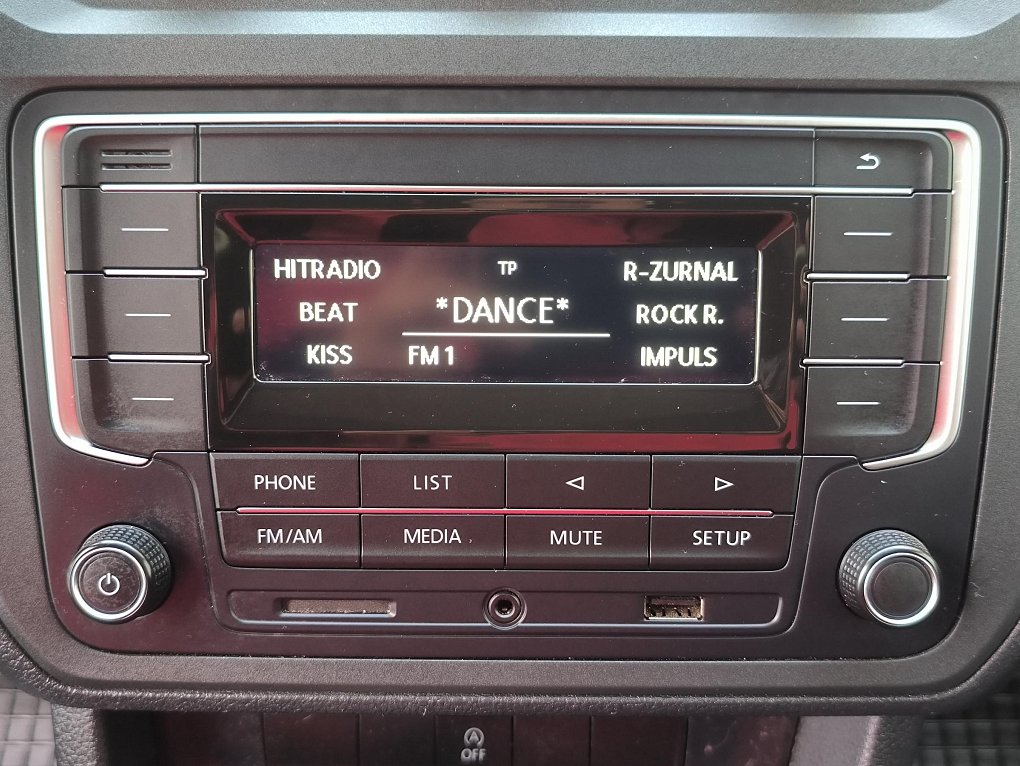 HITRADIO TP R-ZURNAL
BEAT *DANCE* ROCK R.
KISS FM 1 IMPULS
PHONE LIST
FM/AM MEDIA MUTE SETUP
A
OFF